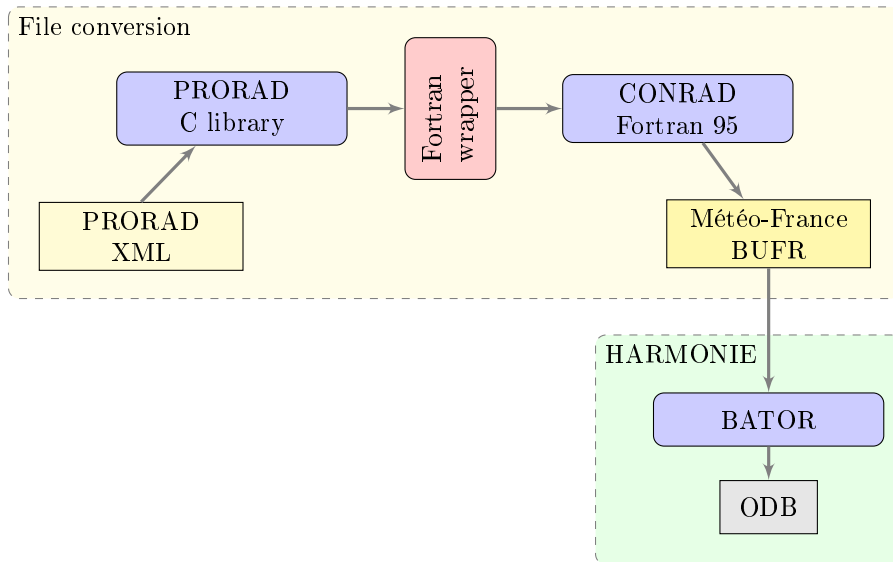 File conversion
PRORAD
C library
Fortran
wrapper
CONRAD
Fortran 95
PRORAD
XML
Météo-France
BUFR
HARMONIE
BATOR
ODB